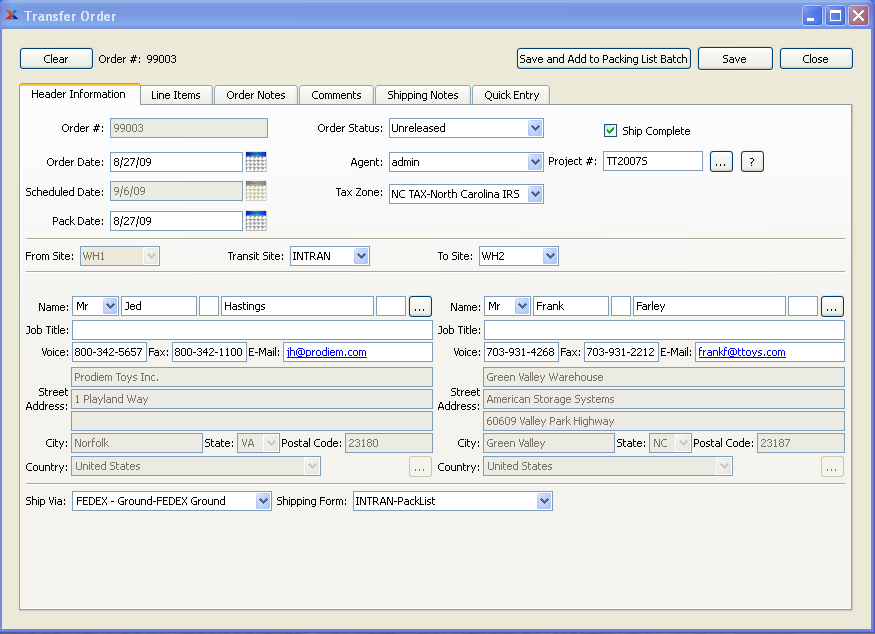 Transfer Order
Clear Order #: 99003 Save and Add to Packing List Batch Save Close
Header Information Line Items Order Notes Comments Shipping Notes Quick Entry
Order #: 99003 Order Status: Unreleased Ship Complete
Order Date: 8/27/09 Agent: admin Project #: TT2007S ... ?
Scheduled Date: 9/6/09 Tax Zone: NC TAX-North Carolina IRS
Pack Date: 8/27/09
From Site: WH1 Transit Site: INTRAN To Site: WH2
Name: Mr Jed Hastings ... Name: Mr Frank Farley ...
Job Title: Job Title:
Voice: 800-342-5657 Fax: 800-342-1100 E-Mail: jh@prodiem.com Voice: 703-931-4268 Fax: 703-931-2212 E-Mail: frankf@ttoys.com
Prodiem Toys Inc. Green Valley Warehouse
Street Address: 1 Playland Way Street Address: American Storage Systems
60609 Valley Park Highway
City: Norfolk State: VA Postal Code: 23180 City: Green Valley State: NC Postal Code: 23187
Country: United States ... Country: United States ...
Ship Via: FEDEX - Ground-FEDEX Ground Shipping Form: INTRAN-PackList